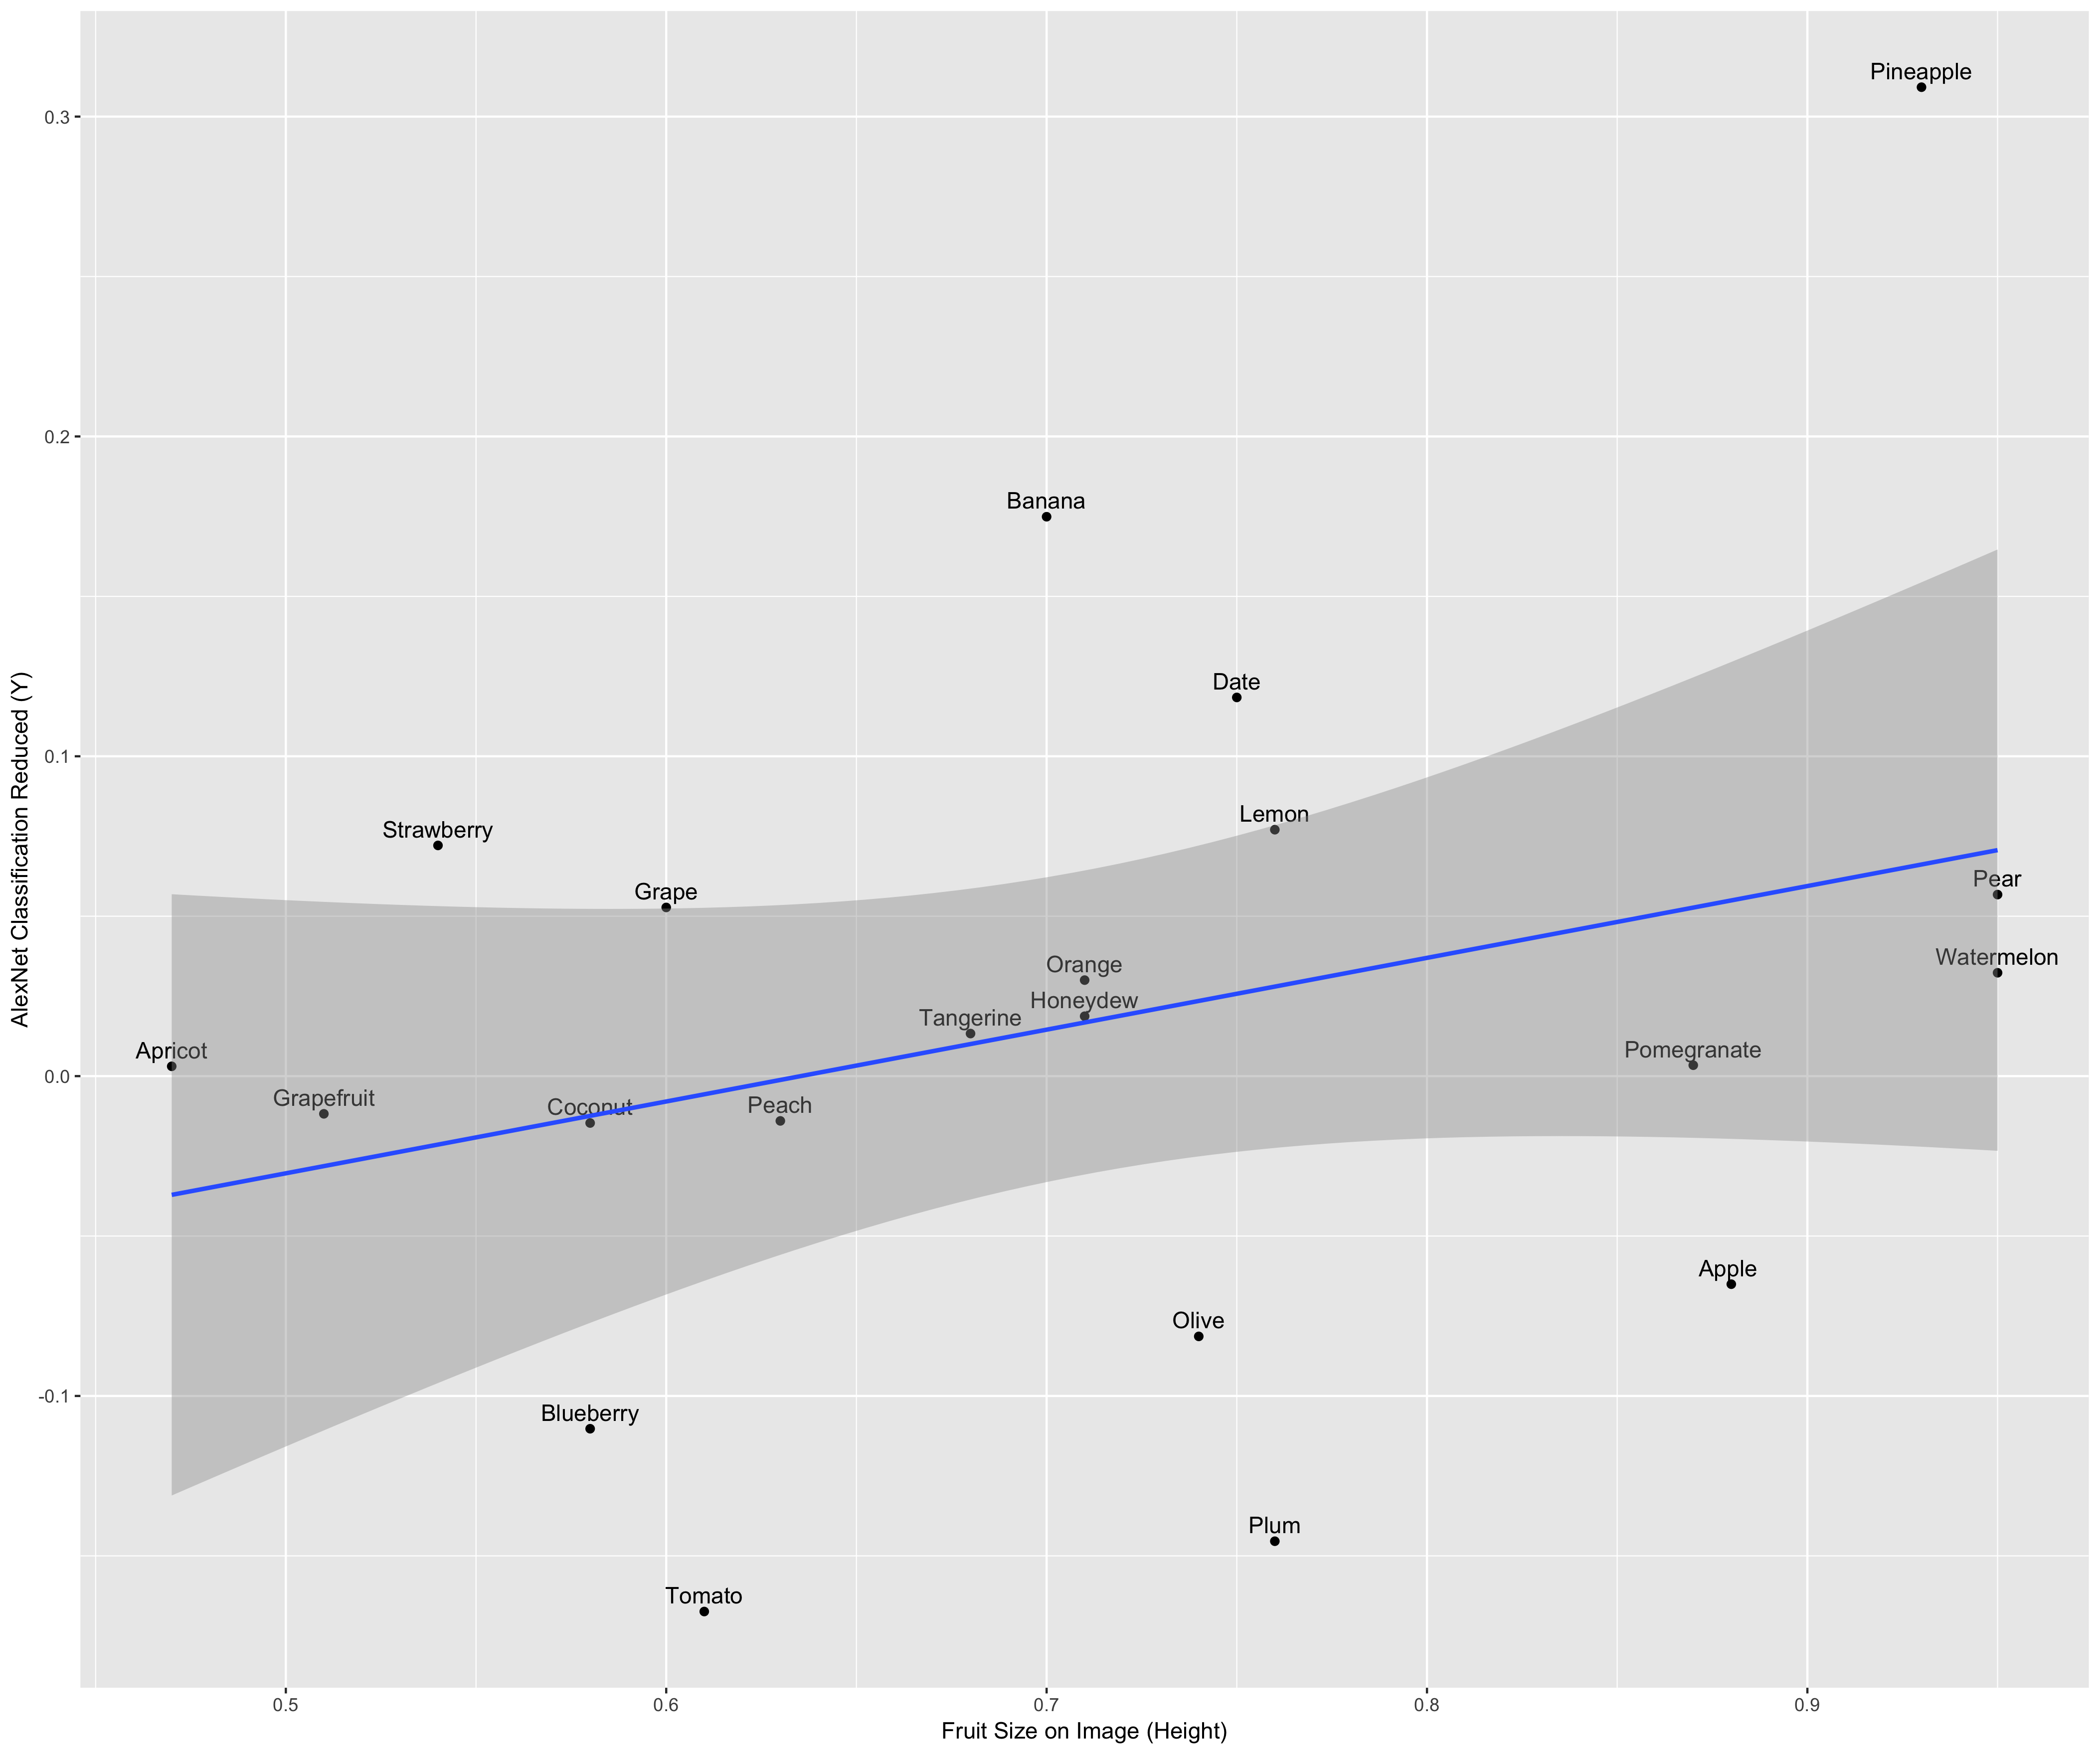 Pineapple
0.3
0.2
Banana
Date
0.1
Lemon
Strawberry
Pear
Grape
Watermelon
Orange
Honeydew
Tangerine
Apricot
Pomegranate
0.0
Grapefruit
Coconut
Peach
Apple
Olive
-0.1
Blueberry
Plum
Tomato
AlexNet Classification Reduced (Y)
0.5 0.6 0.7 0.8 0.9
Fruit Size on Image (Height)